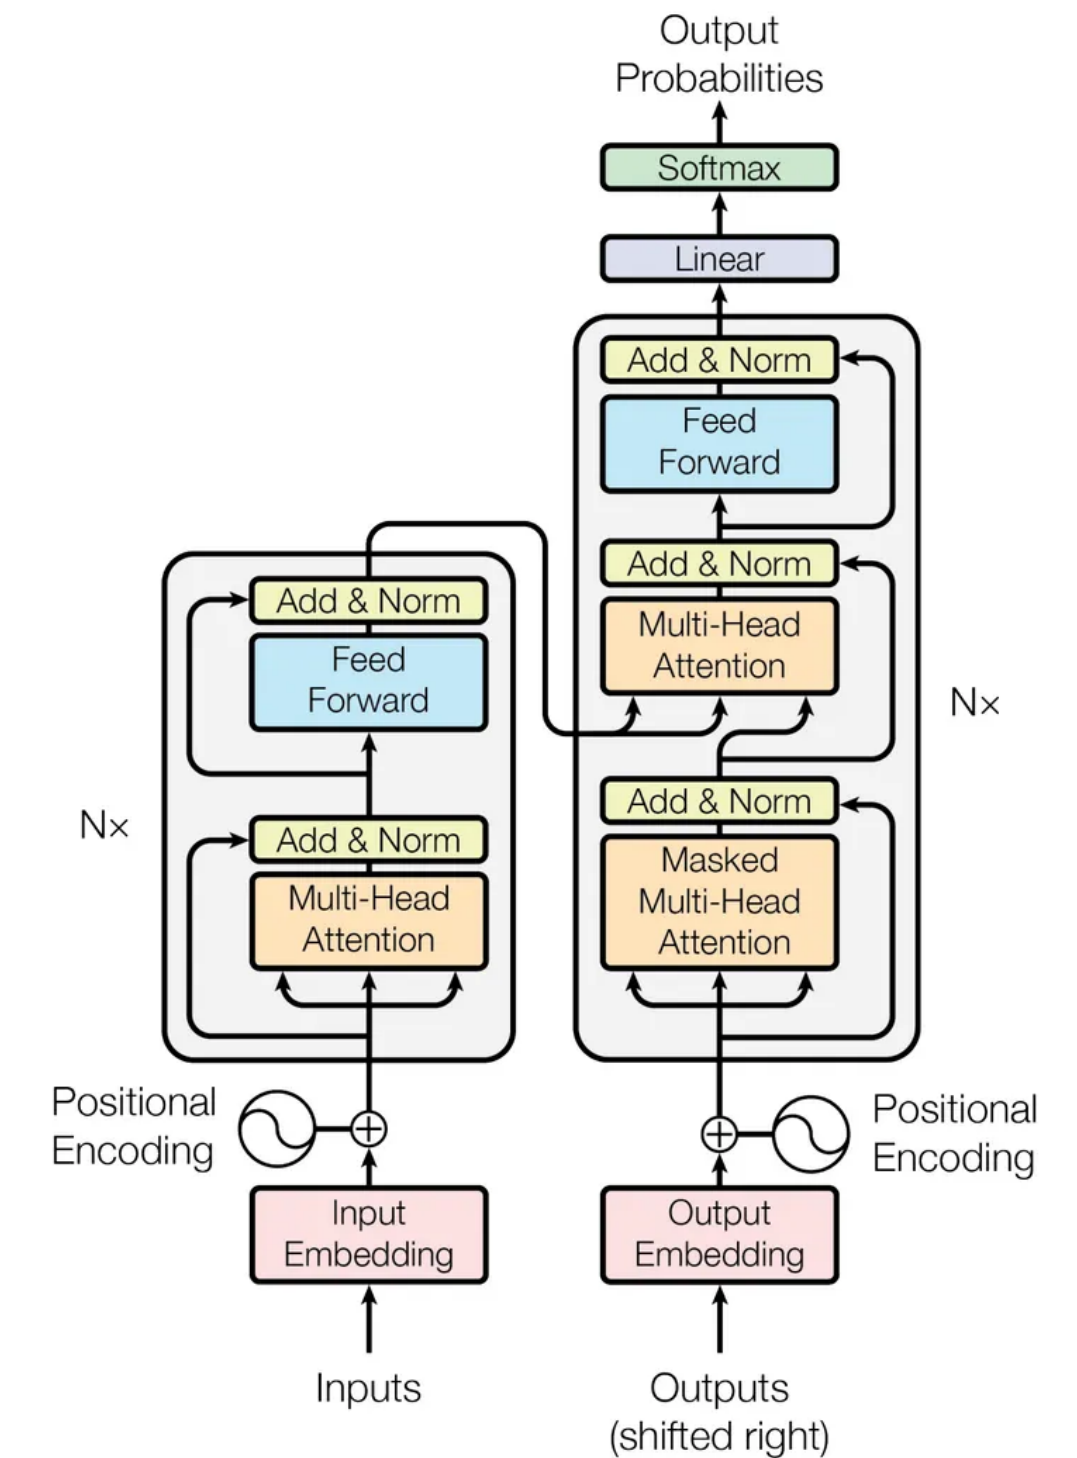 Output
Probabilities
Softmax
Linear
Add & Norm
Feed
Forward
Add & Norm
Multi-Head
Attention
Nx
Add & Norm
Masked
Multi-Head
Attention
Add & Norm
Feed
Forward
Nx
Add & Norm
Multi-Head
Attention
Positional
Encoding
Positional
Encoding
Input
Embedding
Output
Embedding
Inputs
Outputs
(shifted right)